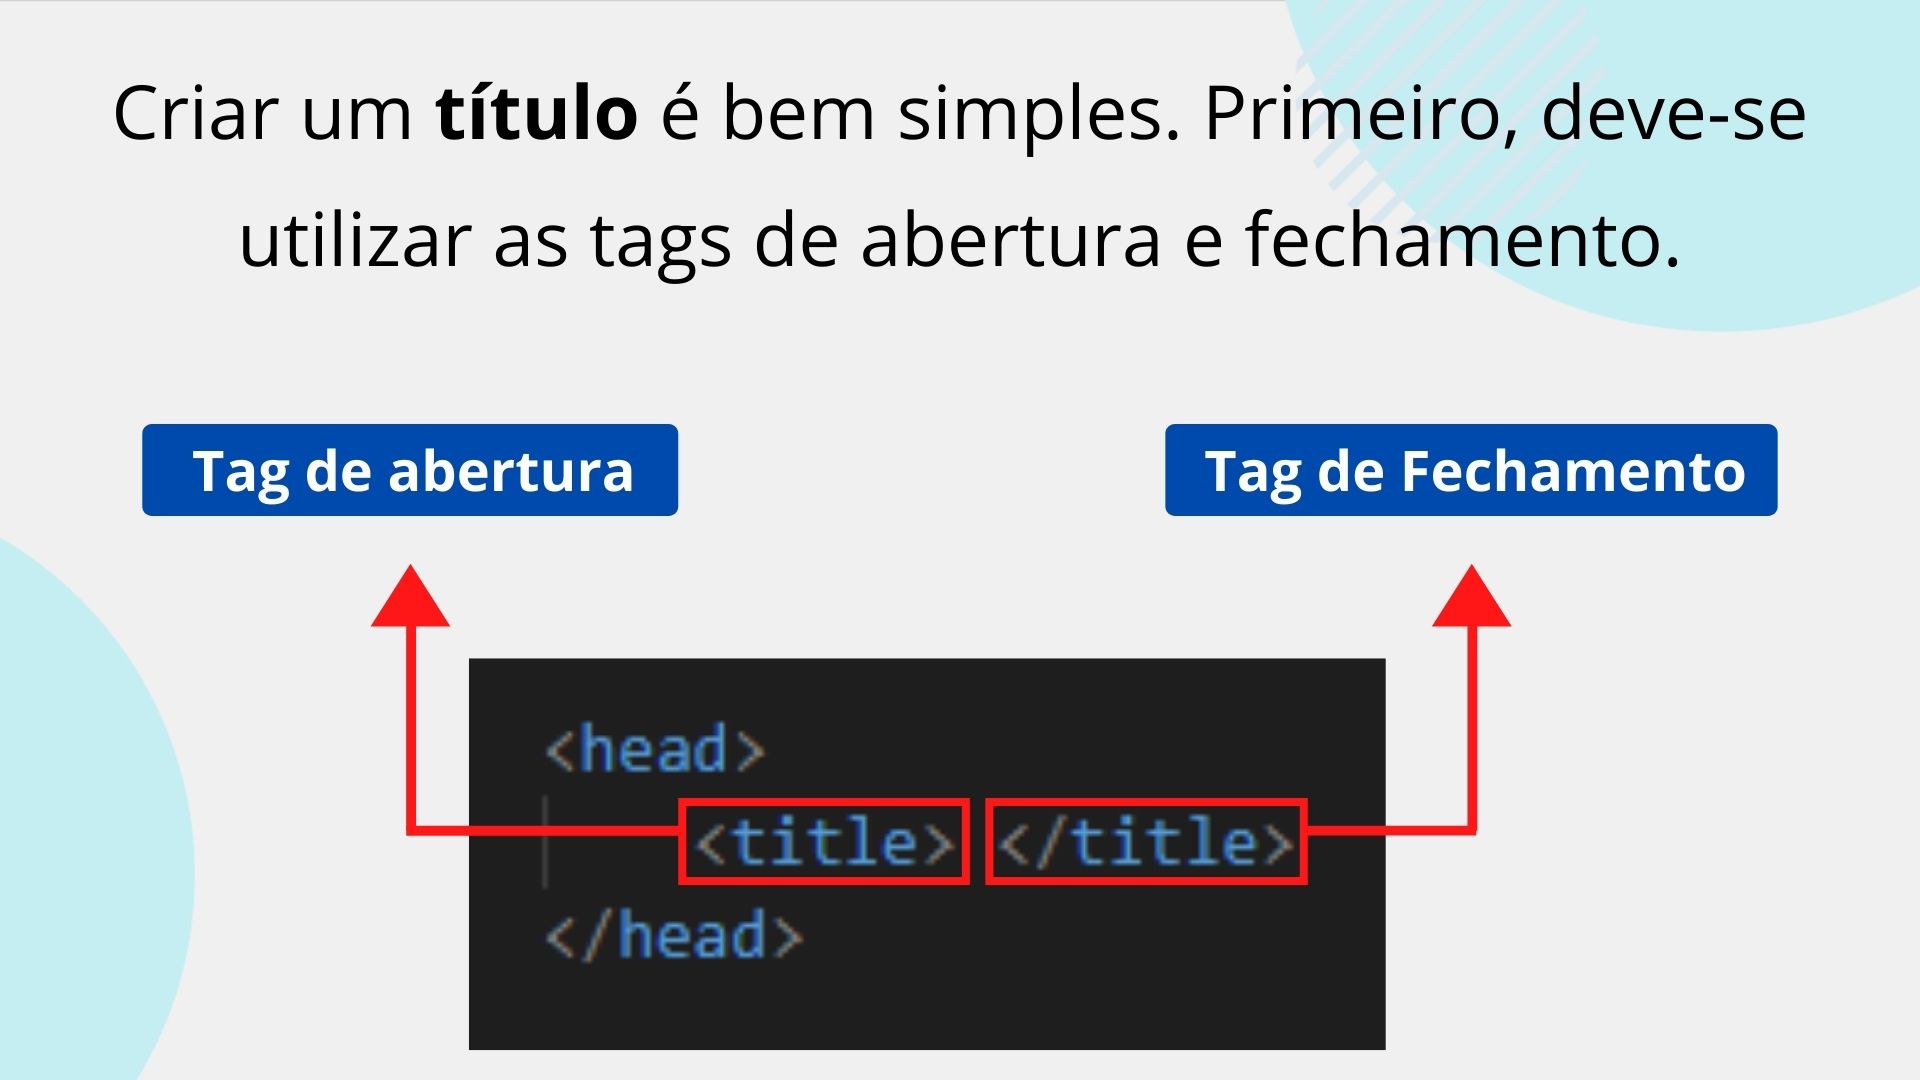 Criar um título é bem simples. Primeiro, deve-se
utilizar as tags de abertura e fechamento.
Tag de abertura
Tag de Fechamento
<head>
<title> </title>
</head>